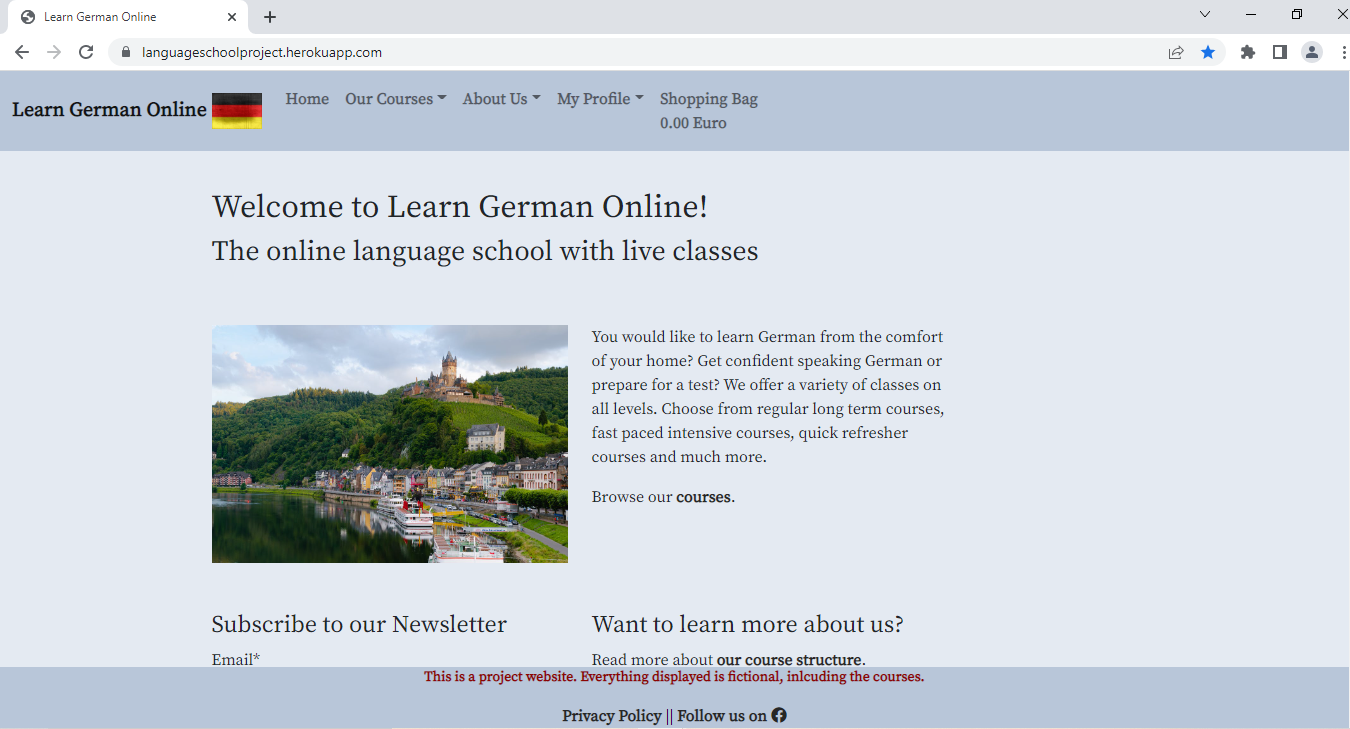 Learn German Online
languageschoolproject.herokuapp.com
Learn German Online
Home Our Courses About Us My Profile Shopping Bag
0.00 Euro
Welcome to Learn German Online!
The online language school with live classes
You would like to learn German from the comfort
of your home? Get confident speaking German or
prepare for a test? We offer a variety of classes on
all levels. Choose from regular long term courses,
fast paced intensive courses, quick refresher
courses and much more.
Browse our courses.
Subscribe to our Newsletter
Email*
Want to learn more about us?
Read more about our course structure.
This is a project website. Everything displayed is fictional, inlcuding the courses.
Privacy Policy || Follow us on